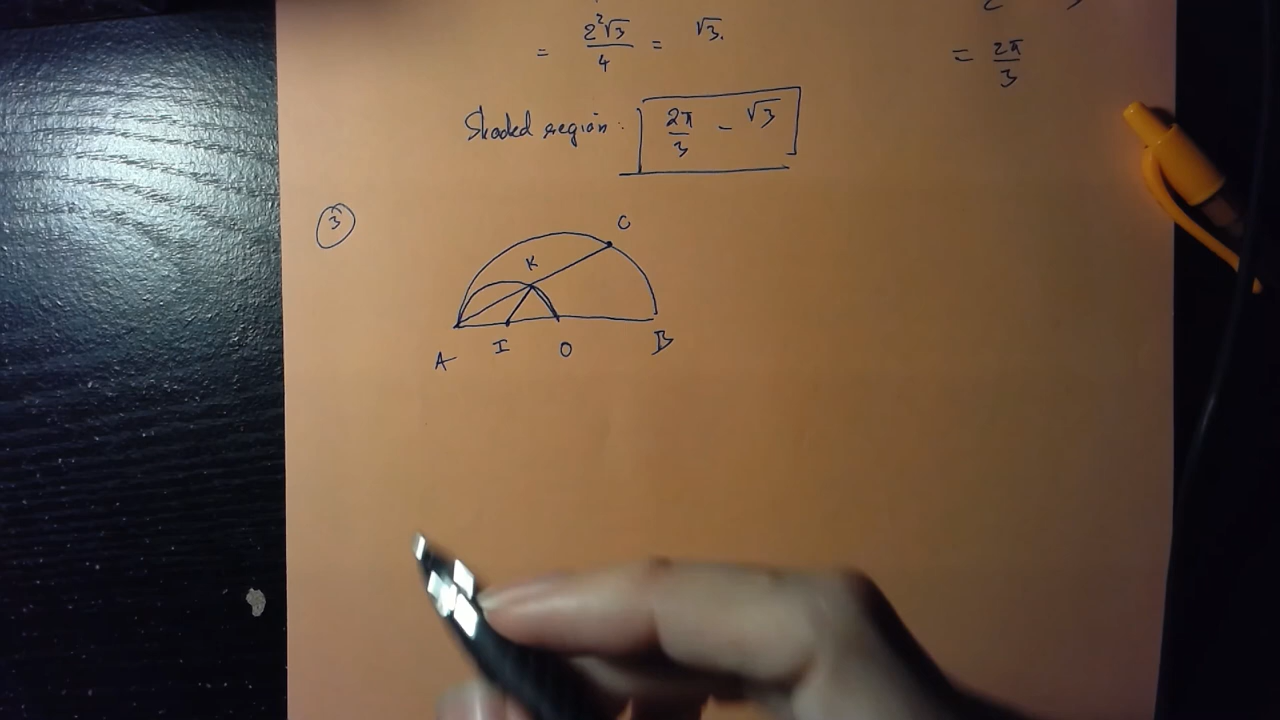 = 2²√3/4 = √3.
= 2π/3
Shaded region: 2π/3 - √3
3
C
K
A I O B